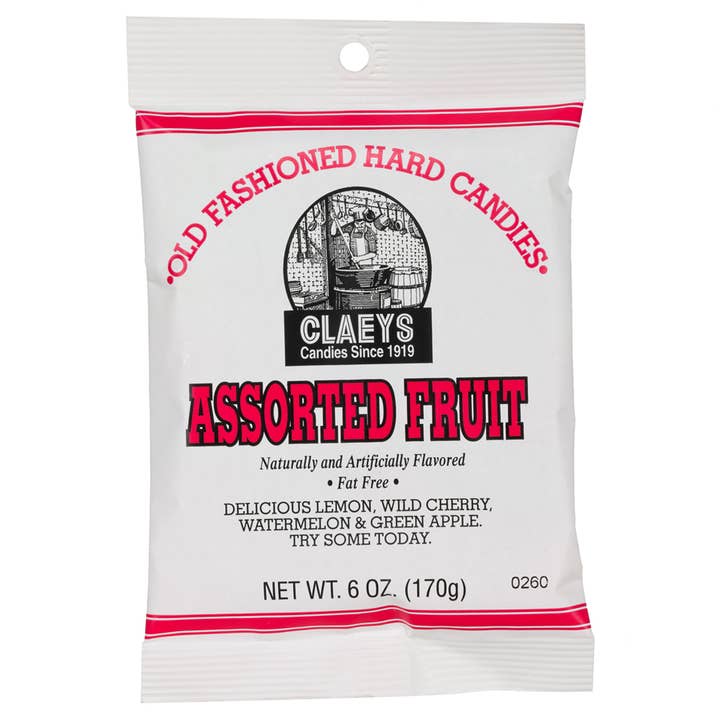 •OLD FASHIONED HARD CANDIES•
CLAEYS
Candies Since 1919
ASSORTED FRUIT
Naturally and Artificially Flavored
• Fat Free •
DELICIOUS LEMON, WILD CHERRY,
WATERMELON & GREEN APPLE.
TRY SOME TODAY.
NET WT. 6 OZ. (170g)
0260